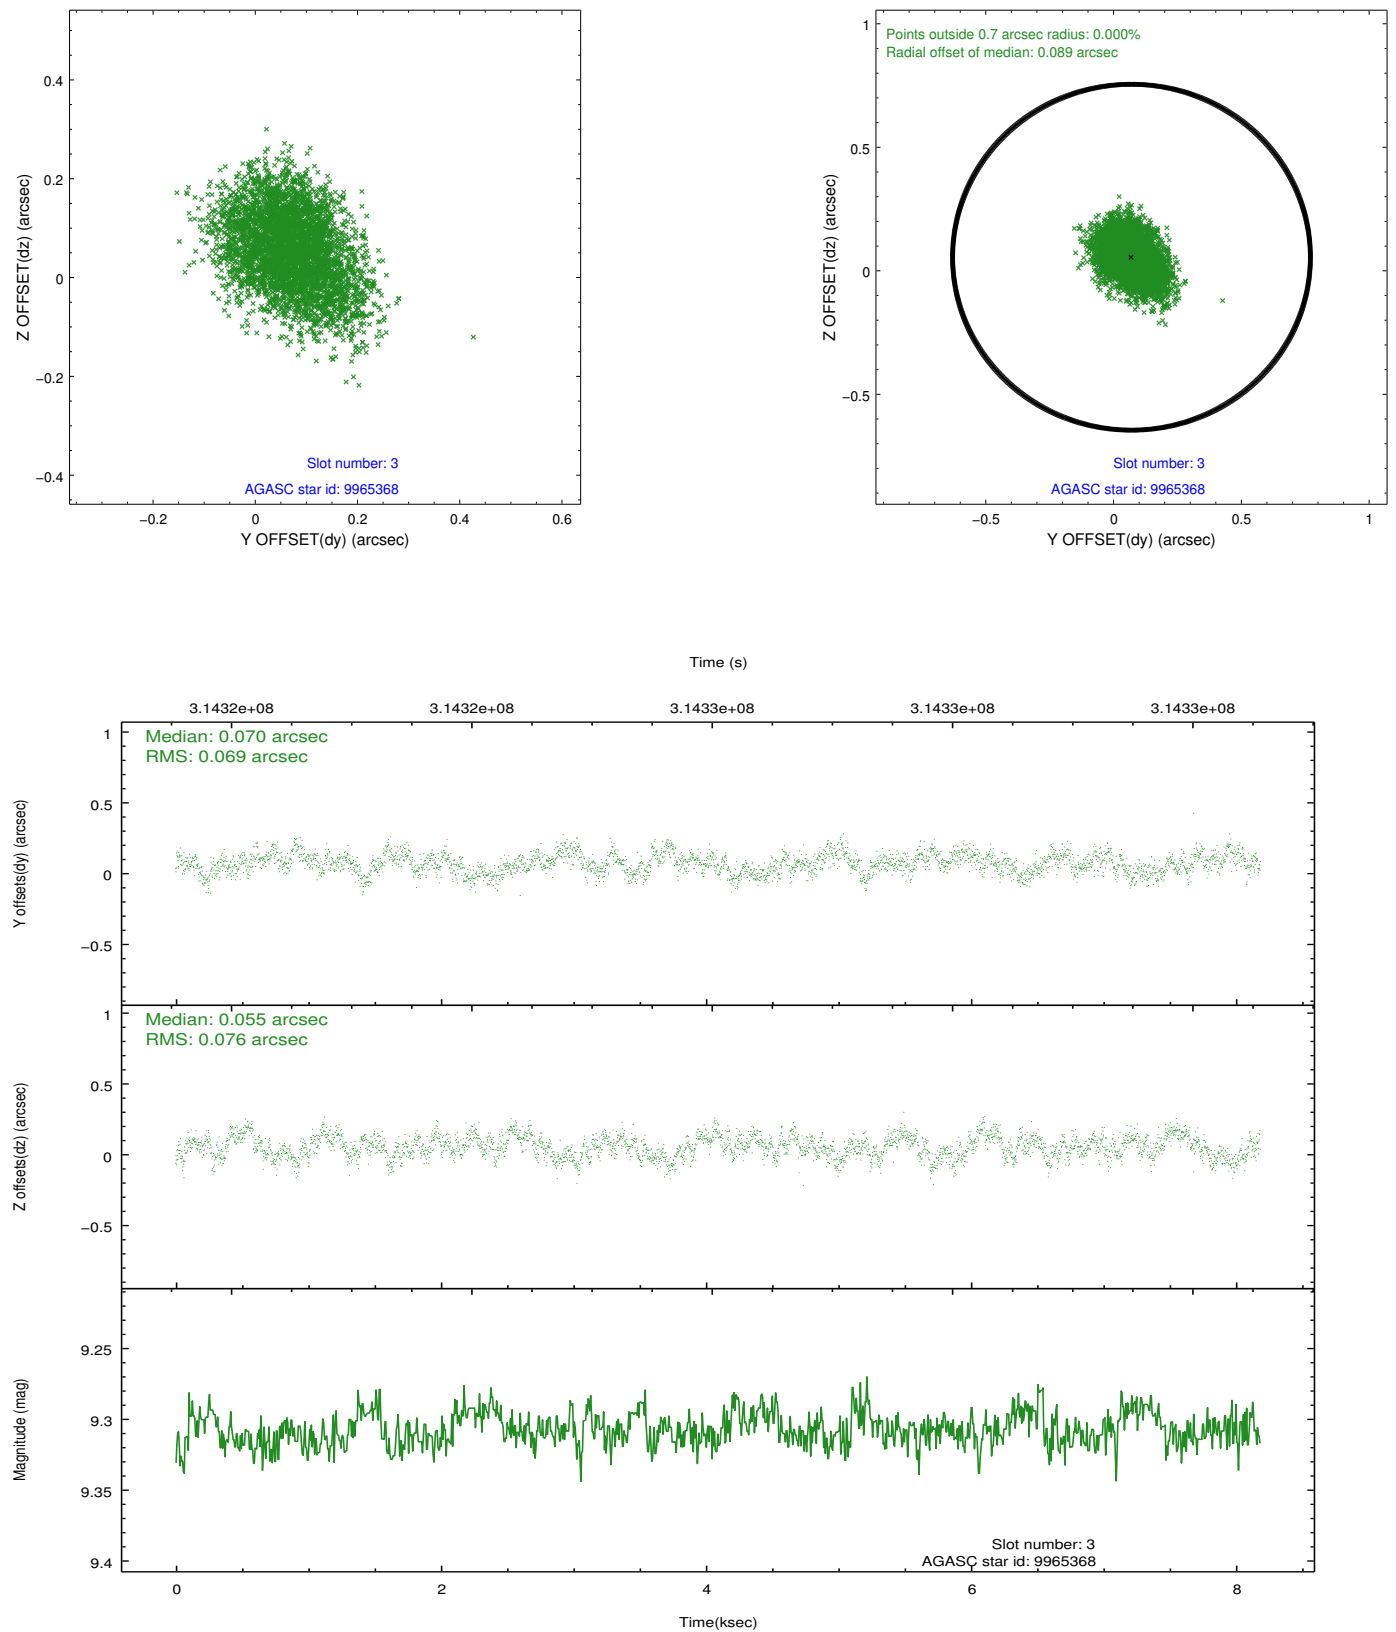 0.4
0.2
0
−0.2
−0.4
Z OFFSET(dz) (arcsec)
Slot number: 3
AGASC star id: 9965368
−0.2 0 0.2 0.4 0.6
Y OFFSET(dy) (arcsec)
Points outside 0.7 arcsec radius: 0.000%
Radial offset of median: 0.089 arcsec
1
0.5
0
−0.5
Z OFFSET(dz) (arcsec)
Slot number: 3
AGASC star id: 9965368
−0.5 0 0.5 1
Y OFFSET(dy) (arcsec)
Time (s)
3.1432e+08 3.1432e+08 3.1433e+08 3.1433e+08 3.1433e+08
Median: 0.070 arcsec
RMS: 0.069 arcsec
1
0.5
0
−0.5
Y offsets(dy) (arcsec)
Median: 0.055 arcsec
RMS: 0.076 arcsec
1
0.5
0
−0.5
Z offsets(dz) (arcsec)
9.25
9.3
9.35
9.4
Magnitude (mag)
Slot number: 3
AGASC star id: 9965368
0 2 4 6 8
Time(ksec)